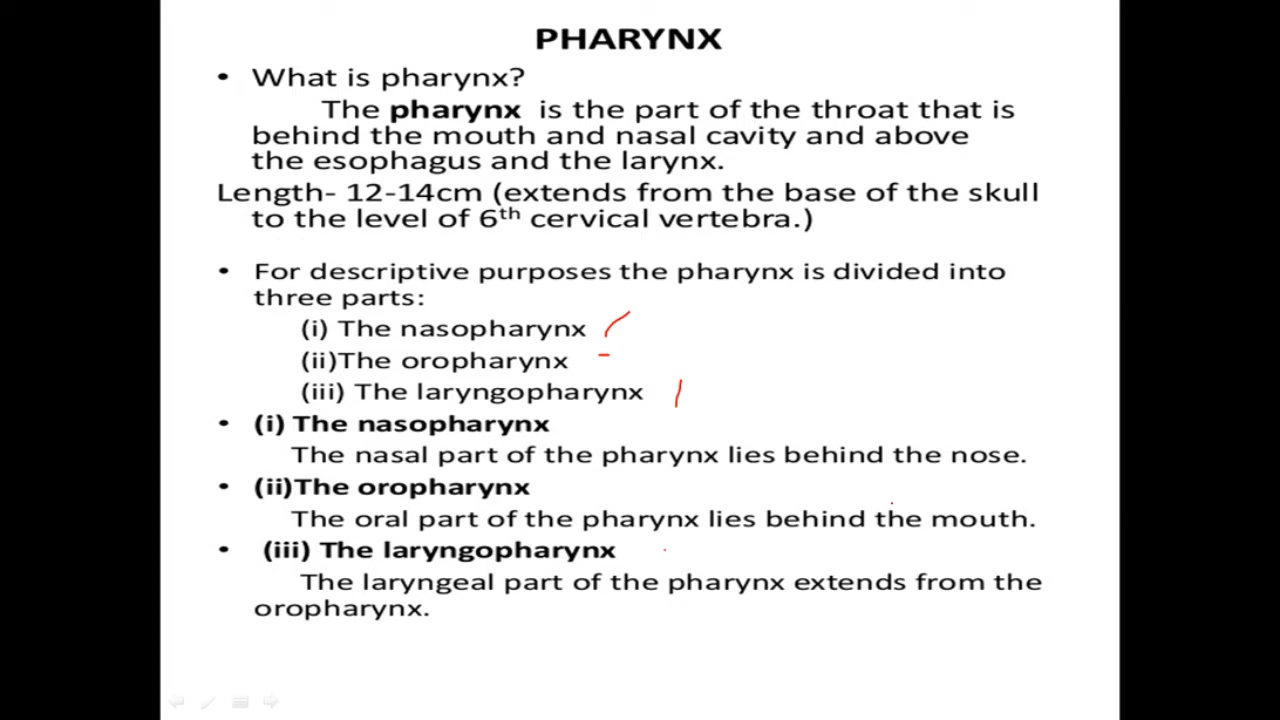 PHARYNX
• What is pharynx?
The pharynx is the part of the throat that is
behind the mouth and nasal cavity and above
the esophagus and the larynx.
Length- 12-14cm (extends from the base of the skull
to the level of 6th cervical vertebra.)
• For descriptive purposes the pharynx is divided into
three parts:
(i) The nasopharynx
(ii)The oropharynx
(iii) The laryngopharynx
• (i) The nasopharynx
The nasal part of the pharynx lies behind the nose.
• (ii)The oropharynx
The oral part of the pharynx lies behind the mouth.
• (iii) The laryngopharynx
The laryngeal part of the pharynx extends from the
oropharynx.